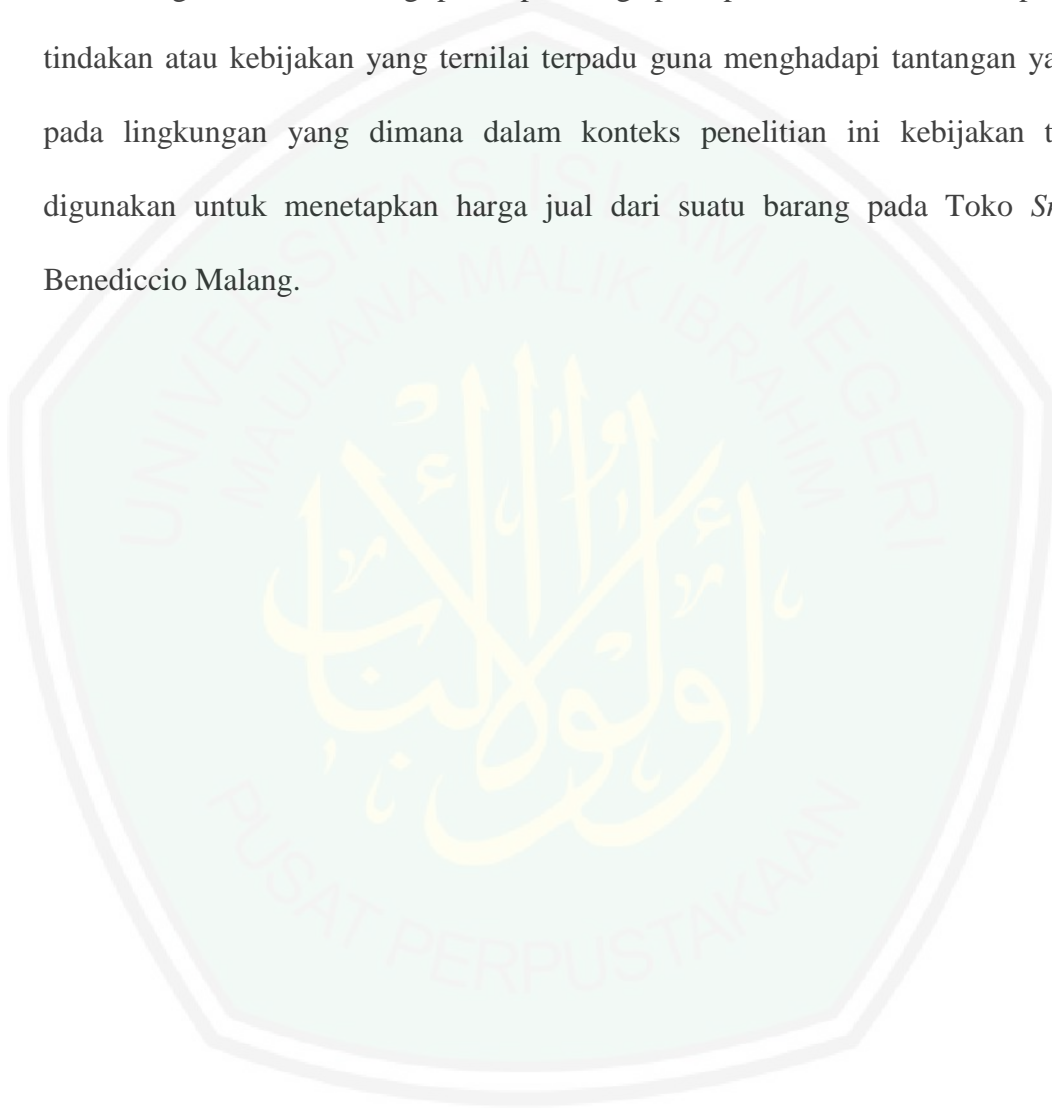 tindakan atau kebijakan yang ternilai terpadu guna menghadapi tantangan
pada lingkungan yang dimana dalam konteks penelitian ini kebijakan
digunakan untuk menetapkan harga jual dari suatu barang pada Toko
Benediccio Malang.
UNIVERSITAS ISLAM NEGERI
MAULANA MALIK IBRAHIM
أولوا الألباب
PUSAT PERPUSTAKAAN